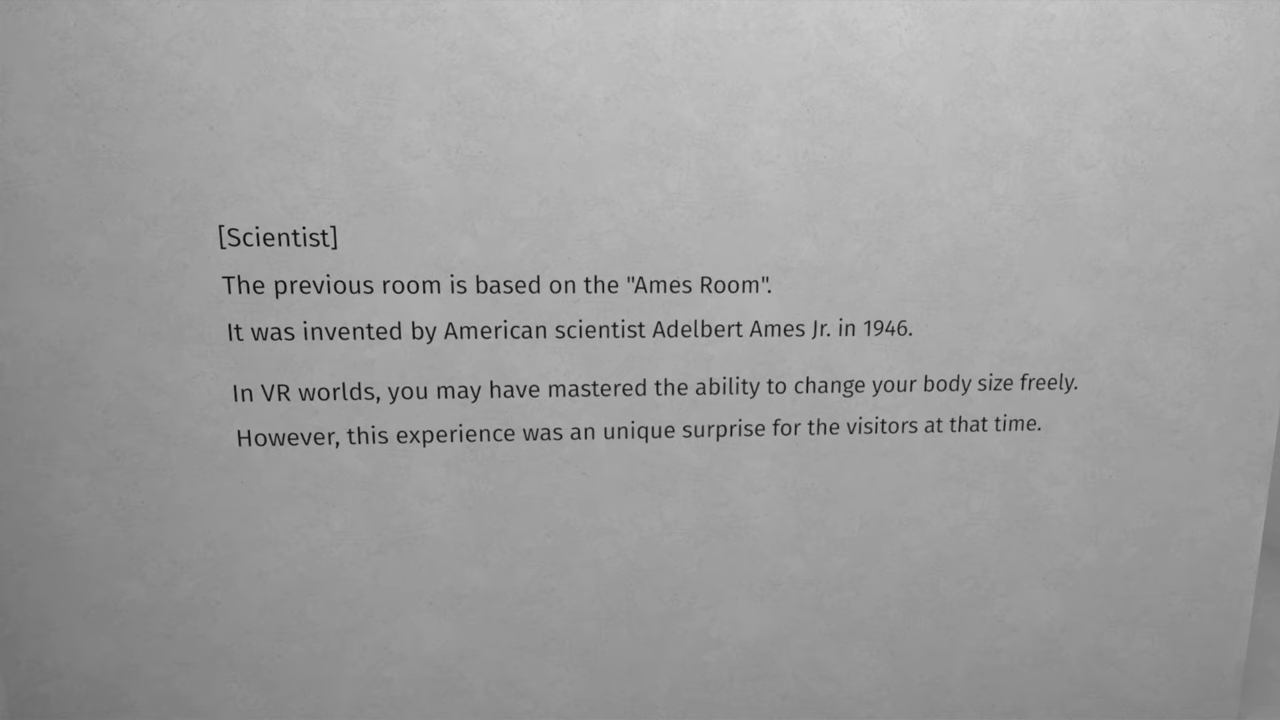 [Scientist]
The previous room is based on the "Ames Room".
It was invented by American scientist Adelbert Ames Jr. in 1946.
In VR worlds, you may have mastered the ability to change your body size freely.
However, this experience was an unique surprise for the visitors at that time.